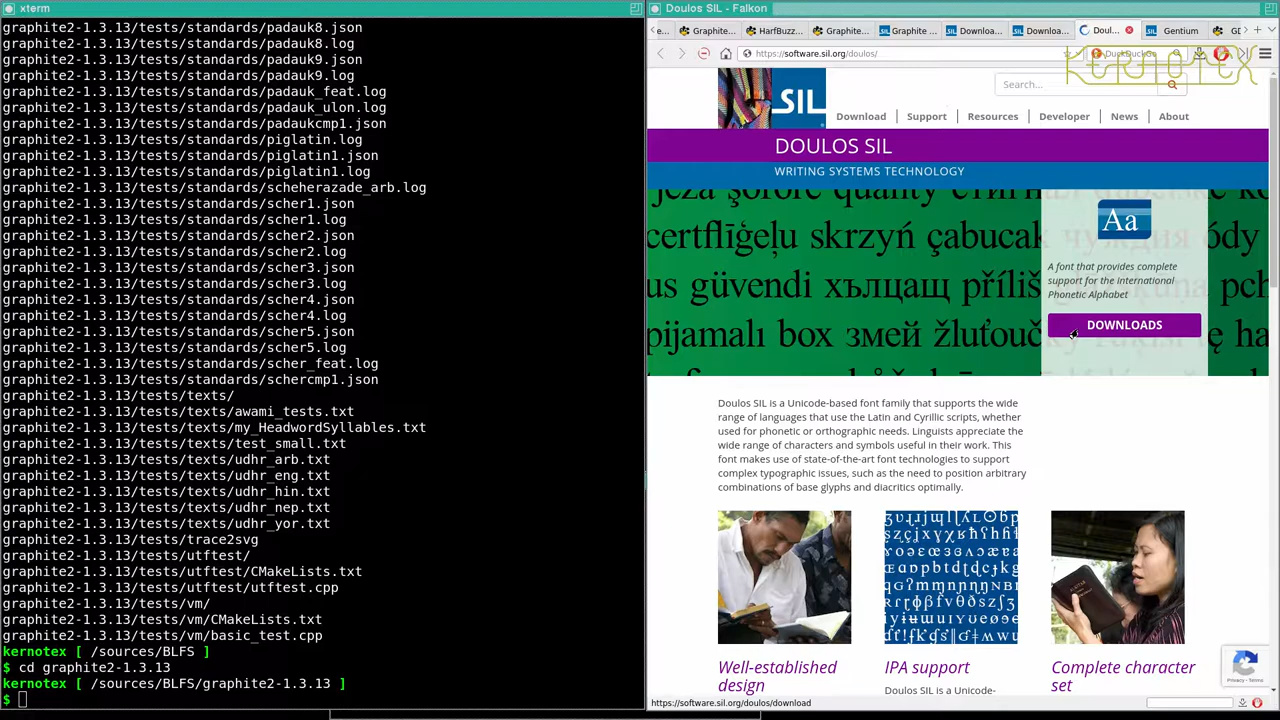 xterm
graphite2-1.3.13/tests/standards/padauk8.json
graphite2-1.3.13/tests/standards/padauk8.log
graphite2-1.3.13/tests/standards/padauk9.json
graphite2-1.3.13/tests/standards/padauk9.log
graphite2-1.3.13/tests/standards/padauk_feat.log
graphite2-1.3.13/tests/standards/padauk_ulon.log
graphite2-1.3.13/tests/standards/padaukcmp1.json
graphite2-1.3.13/tests/standards/piglatin.log
graphite2-1.3.13/tests/standards/piglatin1.json
graphite2-1.3.13/tests/standards/piglatin1.log
graphite2-1.3.13/tests/standards/scheherazade_arb.log
graphite2-1.3.13/tests/standards/scher1.json
graphite2-1.3.13/tests/standards/scher1.log
graphite2-1.3.13/tests/standards/scher2.json
graphite2-1.3.13/tests/standards/scher2.log
graphite2-1.3.13/tests/standards/scher3.json
graphite2-1.3.13/tests/standards/scher3.log
graphite2-1.3.13/tests/standards/scher4.json
graphite2-1.3.13/tests/standards/scher4.log
graphite2-1.3.13/tests/standards/scher5.json
graphite2-1.3.13/tests/standards/scher5.log
graphite2-1.3.13/tests/standards/scher_feat.log
graphite2-1.3.13/tests/standards/schercmp1.json
graphite2-1.3.13/tests/texts/
graphite2-1.3.13/tests/texts/awami_tests.txt
graphite2-1.3.13/tests/texts/my_HeadwordSyllables.txt
graphite2-1.3.13/tests/texts/test_small.txt
graphite2-1.3.13/tests/texts/udhr_arb.txt
graphite2-1.3.13/tests/texts/udhr_eng.txt
graphite2-1.3.13/tests/texts/udhr_hin.txt
graphite2-1.3.13/tests/texts/udhr_nep.txt
graphite2-1.3.13/tests/texts/udhr_yor.txt
graphite2-1.3.13/tests/trace2svg
graphite2-1.3.13/tests/utftest/
graphite2-1.3.13/tests/utftest/CMakeLists.txt
graphite2-1.3.13/tests/utftest/utftest.cpp
graphite2-1.3.13/tests/vm/
graphite2-1.3.13/tests/vm/CMakeLists.txt
graphite2-1.3.13/tests/vm/basic_test.cpp
kernotex [ /sources/BLFS ]
$ cd graphite2-1.3.13
kernotex [ /sources/BLFS/graphite2-1.3.13 ]
$
Doulos SIL - Falkon
e... Graphite... HarfBuzz... Graphite... Graphite ... Downloa... Downloa... Doul... Gentium
https://software.sil.org/doulos/
KERNOTEX
SIL
Search...
Download Support Resources Developer News About
DOULOS SIL
WRITING SYSTEMS TECHNOLOGY
certfliģeļu skrzyń çabucak
us güvendi хълцащ příliš
pijamalı box змей žluťoučký
Aa
A font that provides complete
support for the International
Phonetic Alphabet
DOWNLOADS
Doulos SIL is a Unicode-based font family that supports the wide
range of languages that use the Latin and Cyrillic scripts, whether
used for phonetic or orthographic needs. Linguists appreciate the
wide range of characters and symbols useful in their work. This
font makes use of state-of-the-art font technologies to support
complex typographic issues, such as the need to position arbitrary
combinations of base glyphs and diacritics optimally.
Well-established
design
IPA support
Doulos SIL is a Unicode-
Complete character
set
Privacy - Terms
https://software.sil.org/doulos/download